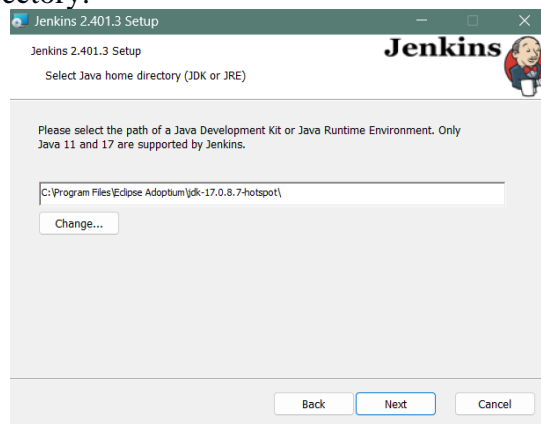 ectory.
Jenkins 2.401.3 Setup
Jenkins 2.401.3 Setup
Jenkins
Select Java home directory (JDK or JRE)
Please select the path of a Java Development Kit or Java Runtime Environment. Only
Java 11 and 17 are supported by Jenkins.
C:\Program Files\Eclipse Adoptium\jdk-17.0.8.7-hotspot\
Change...
Back
Next
Cancel